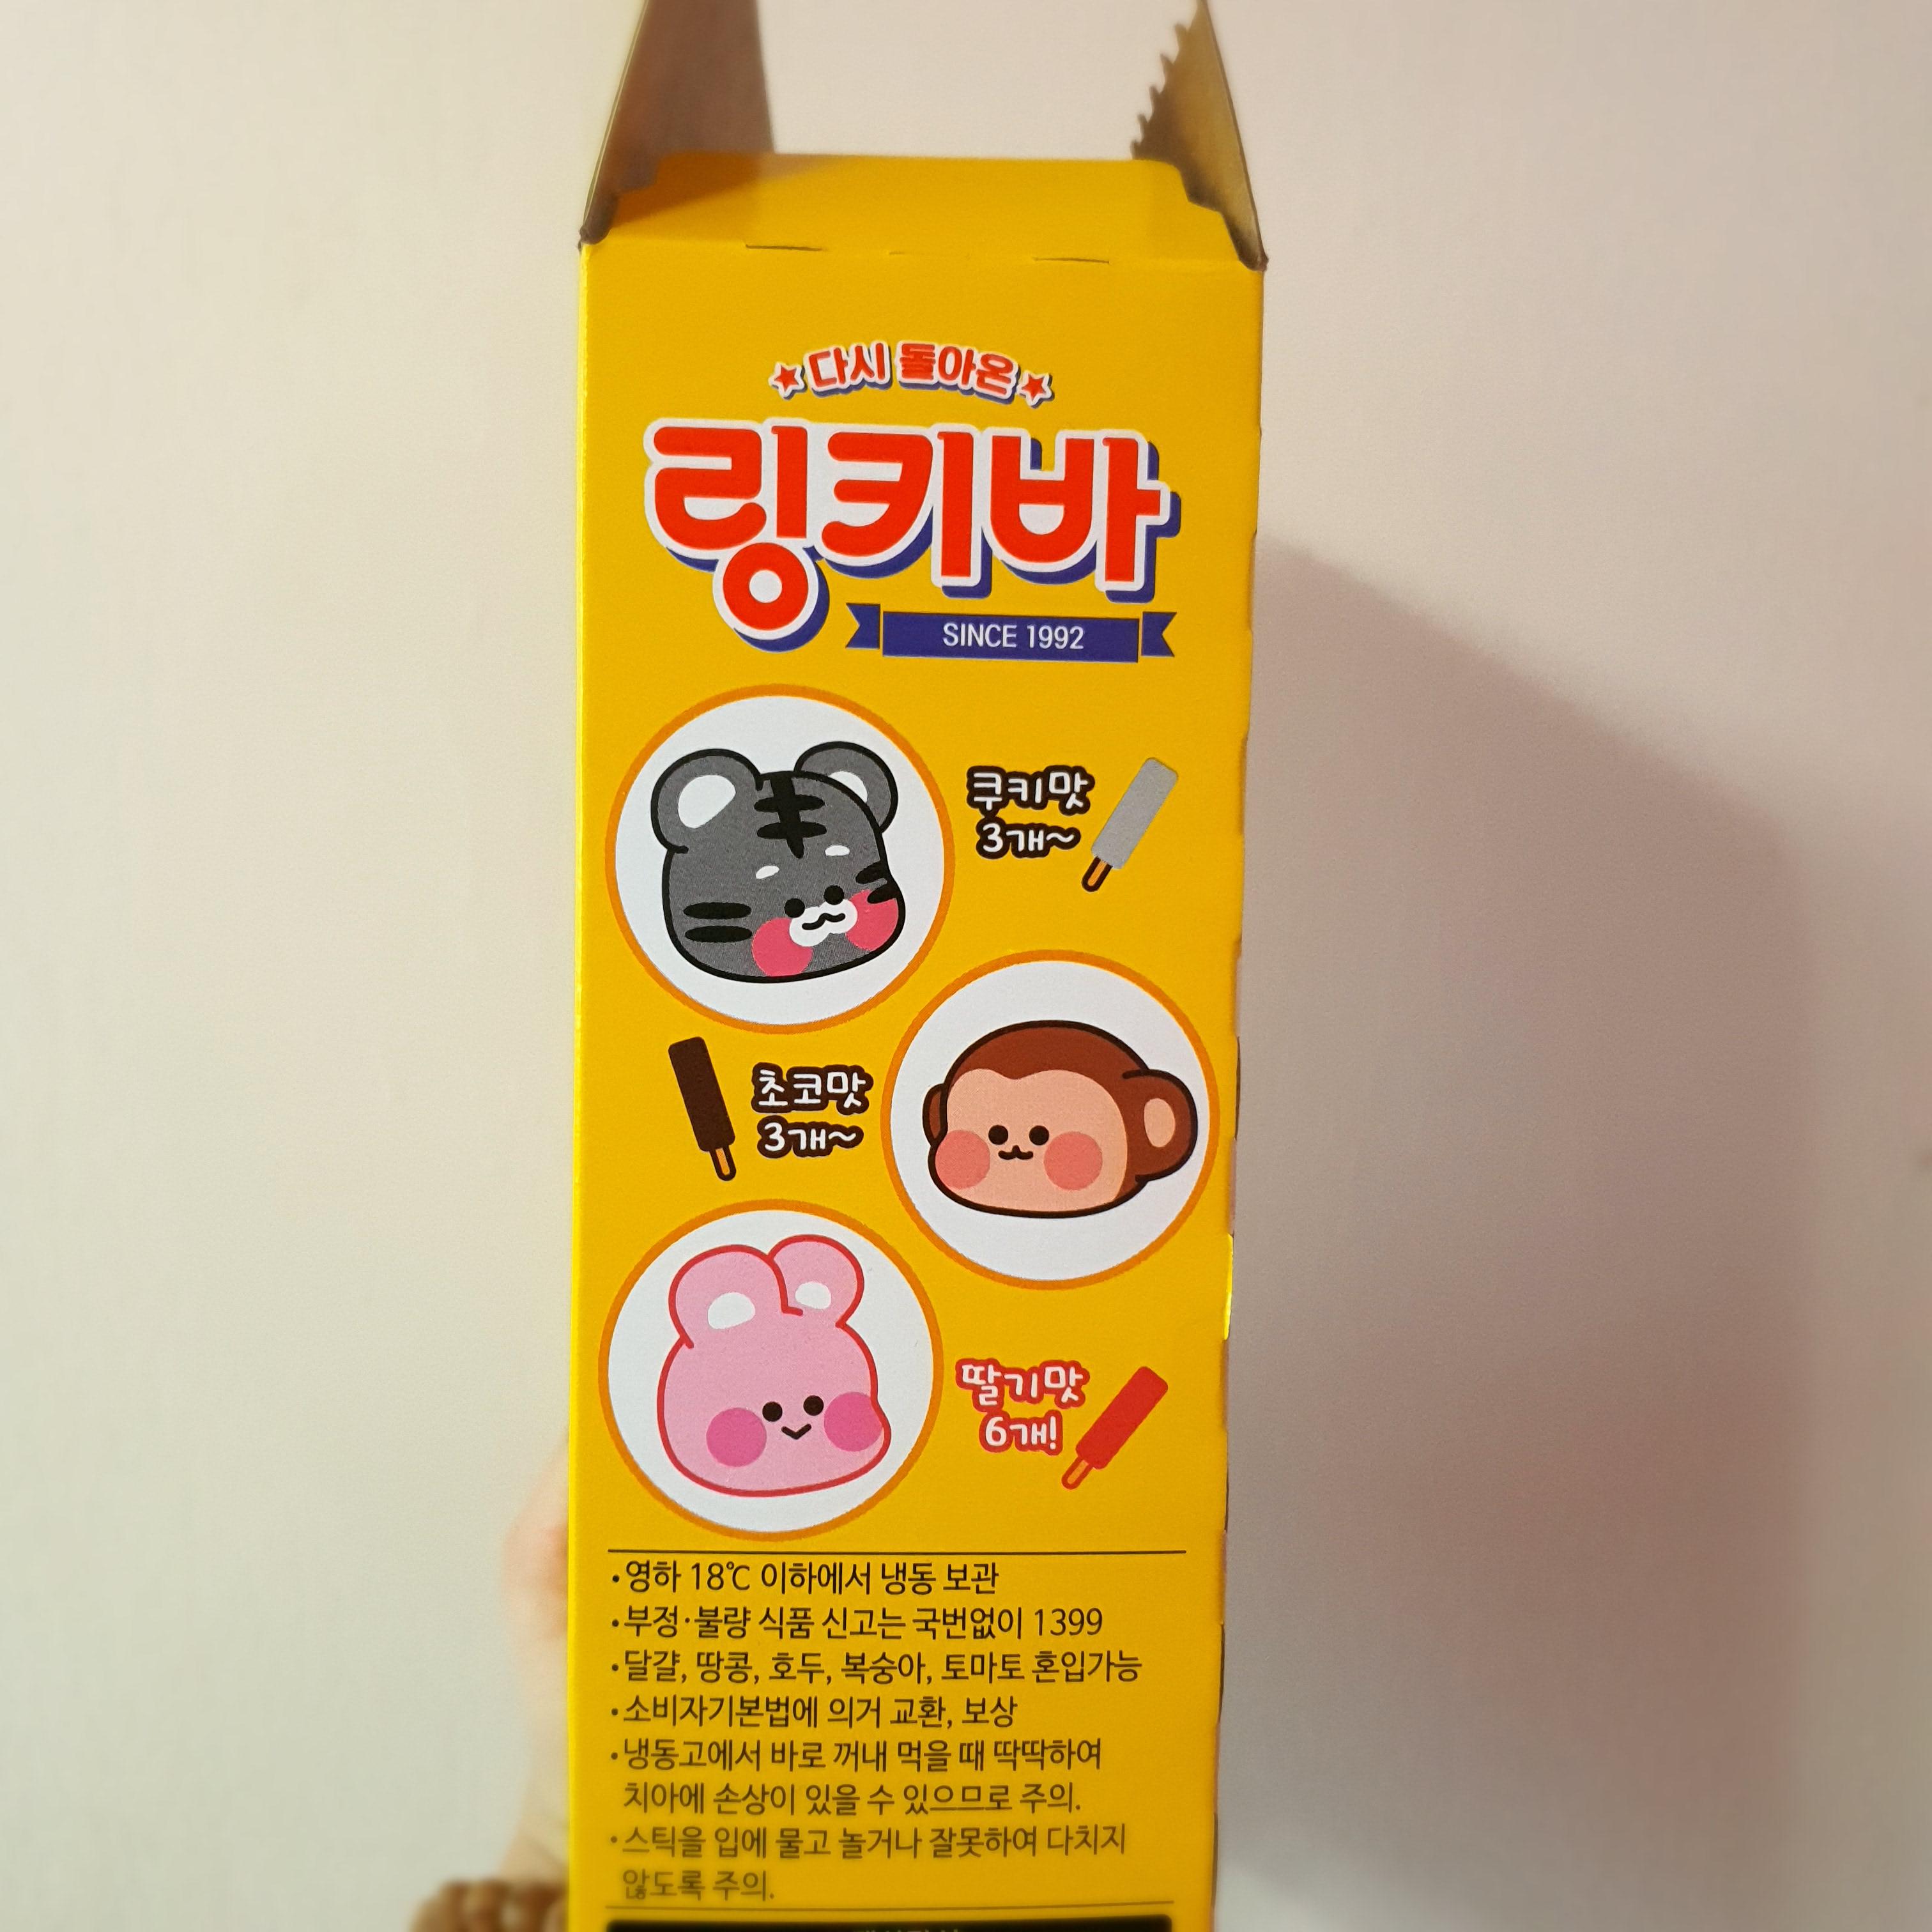 다시 돌아온
링키바
SINCE 1992
쿠키맛
3개~
초코맛
3개~
딸기맛
6개!
•영하 18℃ 이하에서 냉동 보관
•부정·불량 식품 신고는 국번없이 1399
•달걀, 땅콩, 호두, 복숭아, 토마토 혼입가능
•소비자기본법에 의거 교환, 보상
•냉동고에서 바로 꺼내 먹을 때 딱딱하여
치아에 손상이 있을 수 있으므로 주의.
•스틱을 입에 물고 놀거나 잘못하여 다치지
않도록 주의.